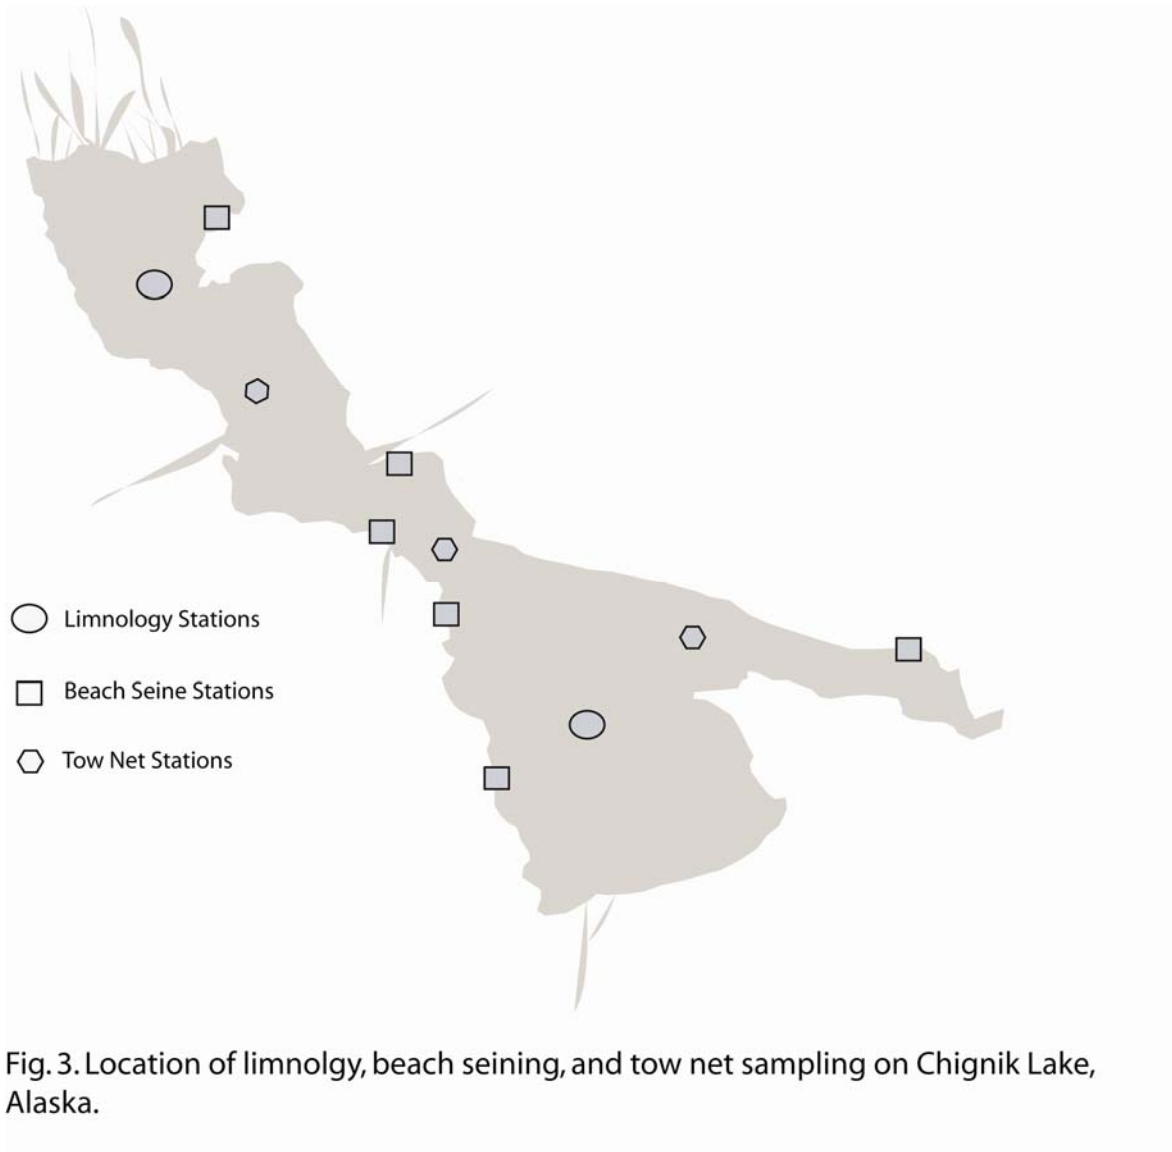 Limnology Stations
Beach Seine Stations
Tow Net Stations
Fig. 3. Location of limnolgy, beach seining, and tow net sampling on Chignik Lake,
Alaska.